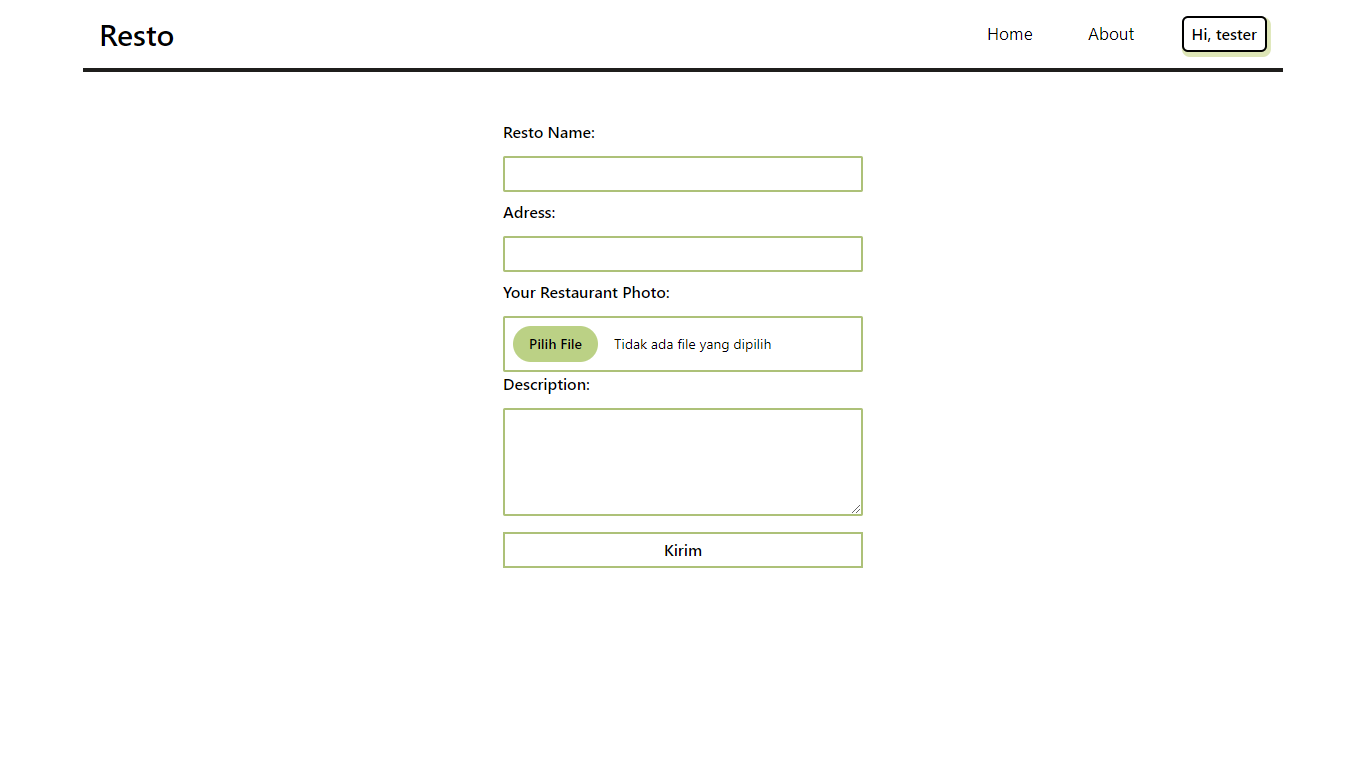 Resto
Home
About
Hi, tester
Resto Name:
Adress:
Your Restaurant Photo:
Pilih File
Tidak ada file yang dipilih
Description:
Kirim